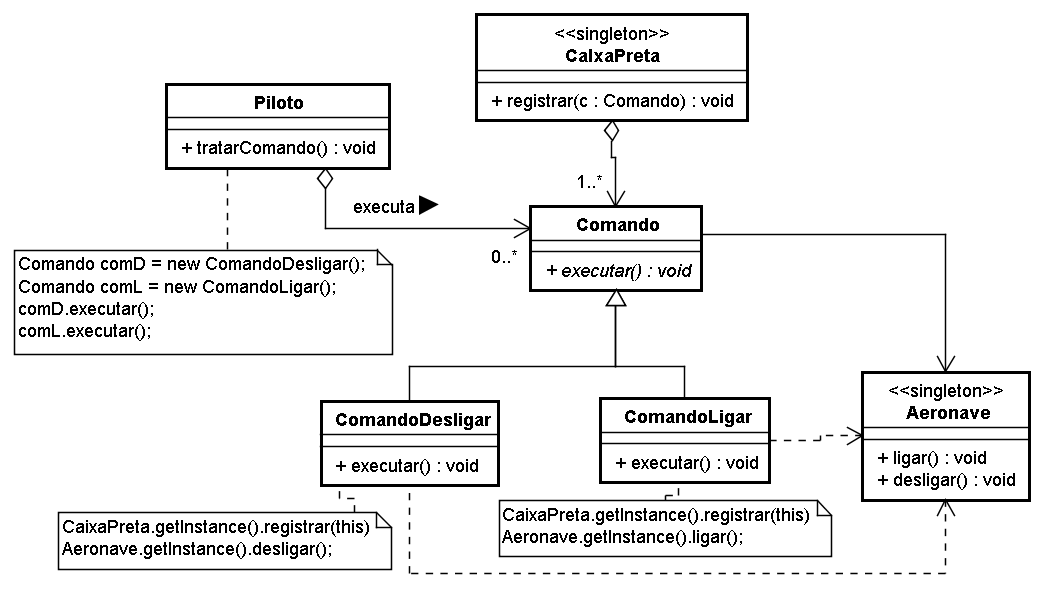 <<singleton>>
CaIxaPreta
+ registrar(c : Comando) : void
Piloto
+ tratarComando() : void
executa
1..*
0..*
Comando
+ executar() : void
Comando comD = new ComandoDesligar();
Comando comL = new ComandoLigar();
comD.executar();
comL.executar();
<<singleton>>
Aeronave
+ ligar() : void
+ desligar() : void
ComandoDesligar
+ executar() : void
ComandoLigar
+ executar() : void
CaixaPreta.getInstance().registrar(this)
Aeronave.getInstance().desligar();
CaixaPreta.getInstance().registrar(this)
Aeronave.getInstance().ligar();